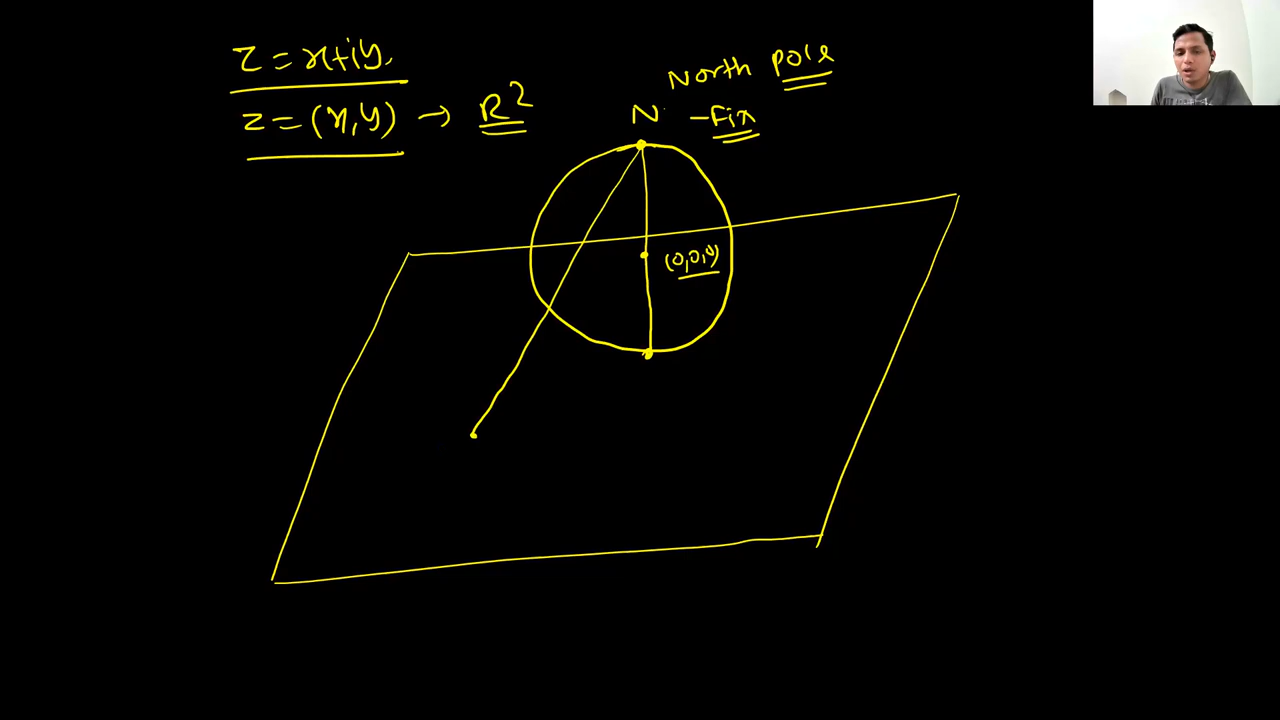 z = x+iy.
z = (x,y) → R²
North pole
N - Fix
(0,0,0)